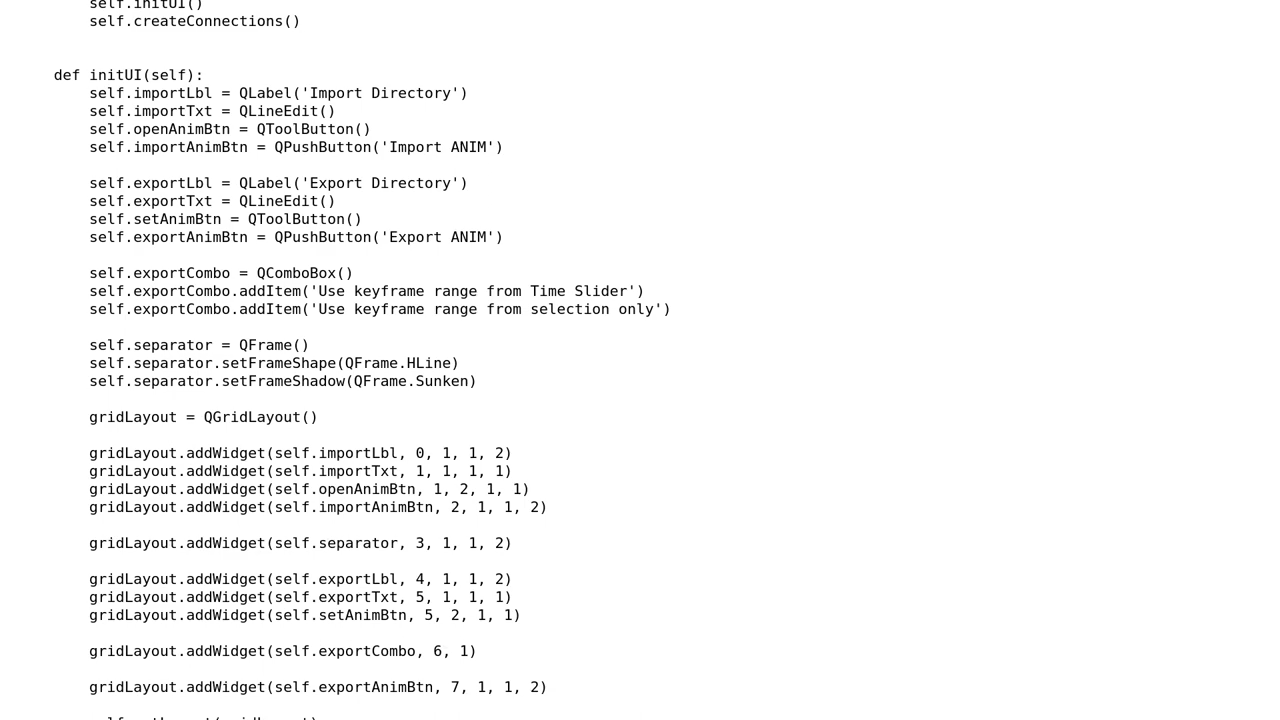 self.initUI()
self.createConnections()
def initUI(self):
self.importLbl = QLabel('Import Directory')
self.importTxt = QLineEdit()
self.openAnimBtn = QToolButton()
self.importAnimBtn = QPushButton('Import ANIM')
self.exportLbl = QLabel('Export Directory')
self.exportTxt = QLineEdit()
self.setAnimBtn = QToolButton()
self.exportAnimBtn = QPushButton('Export ANIM')
self.exportCombo = QComboBox()
self.exportCombo.addItem('Use keyframe range from Time Slider')
self.exportCombo.addItem('Use keyframe range from selection only')
self.separator = QFrame()
self.separator.setFrameShape(QFrame.HLine)
self.separator.setFrameShadow(QFrame.Sunken)
gridLayout = QGridLayout()
gridLayout.addWidget(self.importLbl, 0, 1, 1, 2)
gridLayout.addWidget(self.importTxt, 1, 1, 1, 1)
gridLayout.addWidget(self.openAnimBtn, 1, 2, 1, 1)
gridLayout.addWidget(self.importAnimBtn, 2, 1, 1, 2)
gridLayout.addWidget(self.separator, 3, 1, 1, 2)
gridLayout.addWidget(self.exportLbl, 4, 1, 1, 2)
gridLayout.addWidget(self.exportTxt, 5, 1, 1, 1)
gridLayout.addWidget(self.setAnimBtn, 5, 2, 1, 1)
gridLayout.addWidget(self.exportCombo, 6, 1)
gridLayout.addWidget(self.exportAnimBtn, 7, 1, 1, 2)